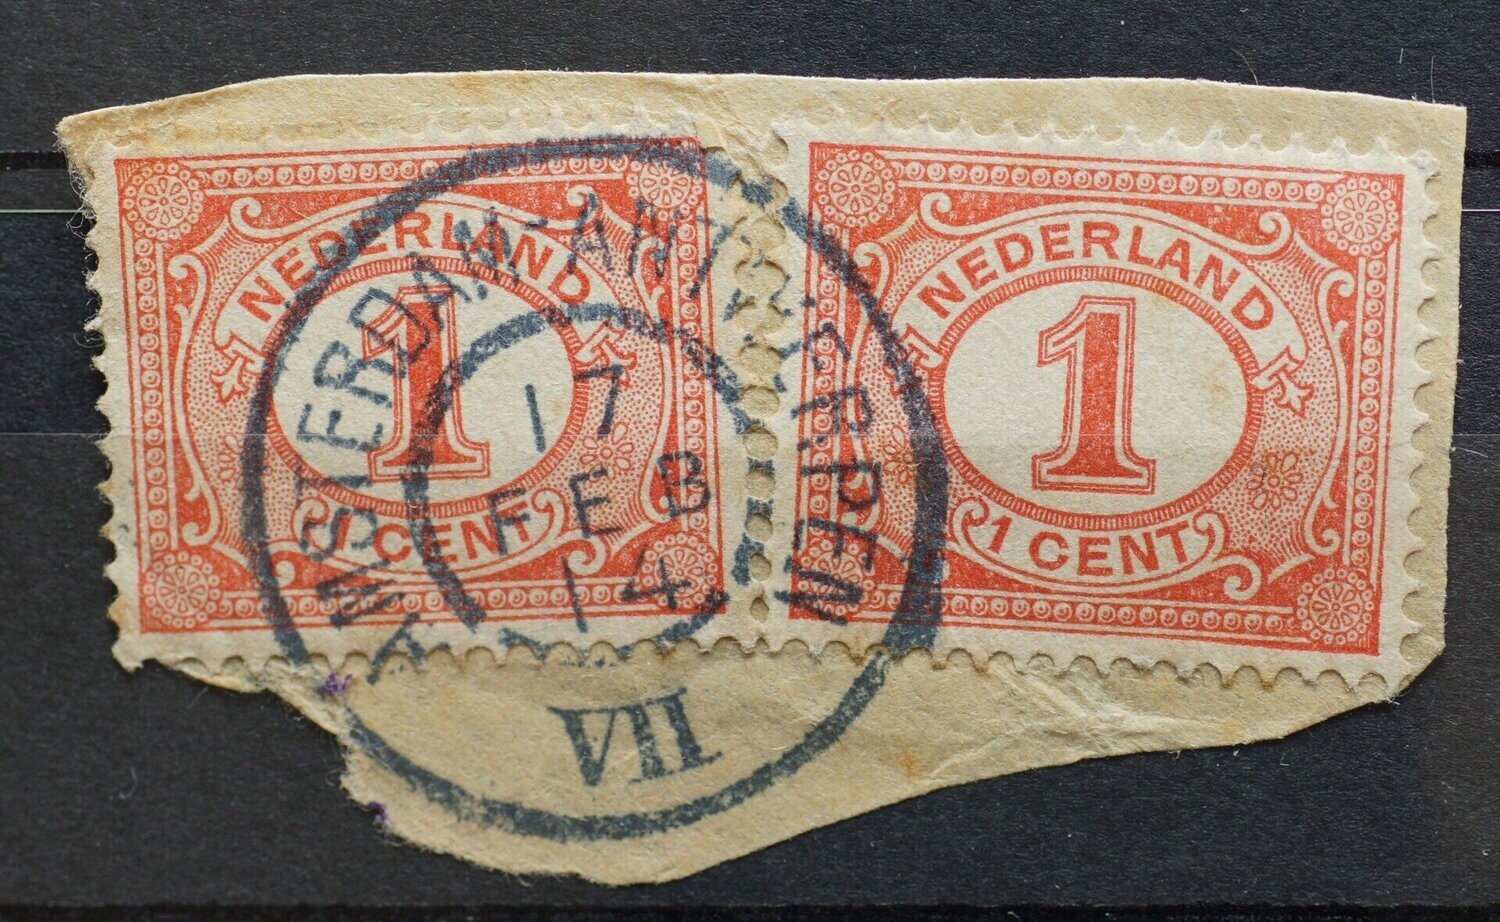 NEDERLAND
1
1 CENT
NEDERLAND
1
1 CENT
AMSTERDAM-ANTWERPEN
17
FEB
14
VII